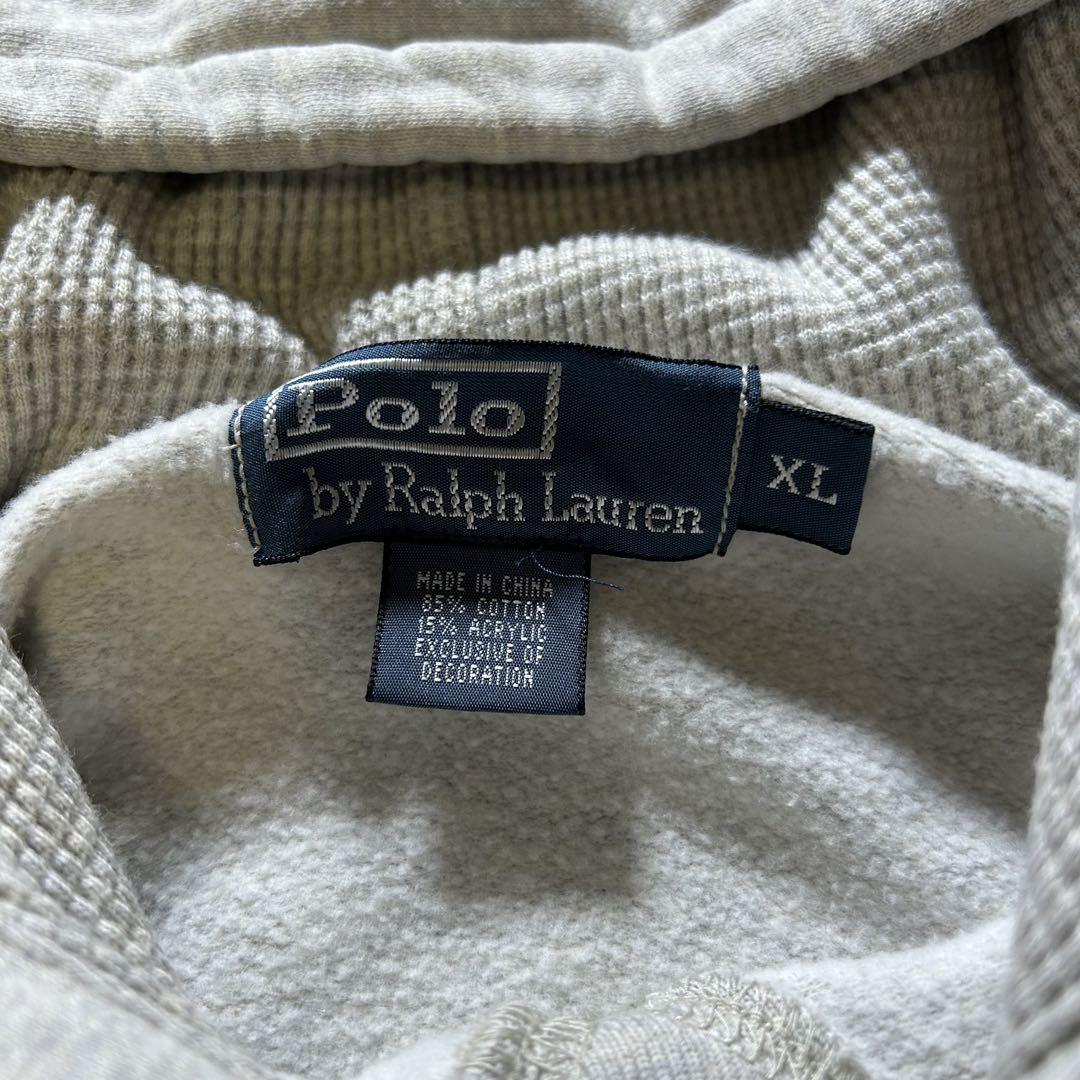 Polo
by Ralph Lauren
XL
MADE IN CHINA
85% COTTON
15% ACRYLIC
EXCLUSIVE OF
DECORATION